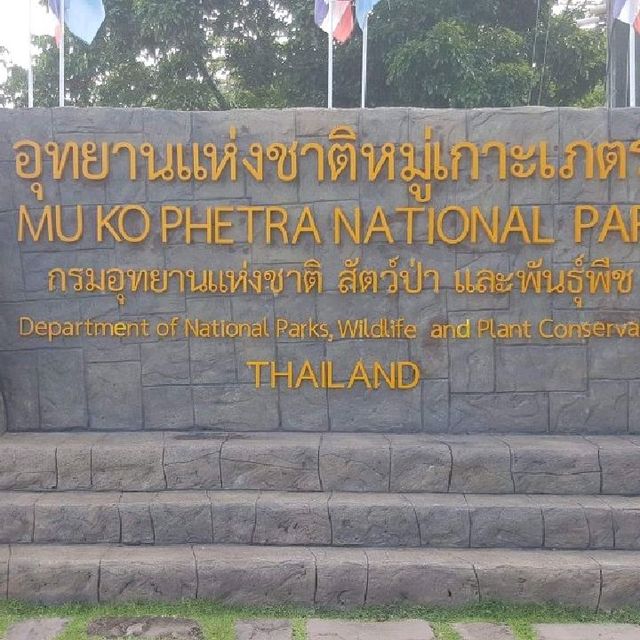 อุทยานแห่งชาติหมู่เกาะเภตร
MU KO PHETRA NATIONAL PAR
กรมอุทยานแห่งชาติ สัตว์ป่า และพันธุ์พืช
Department of National Parks, Wildlife and Plant Conserva
THAILAND